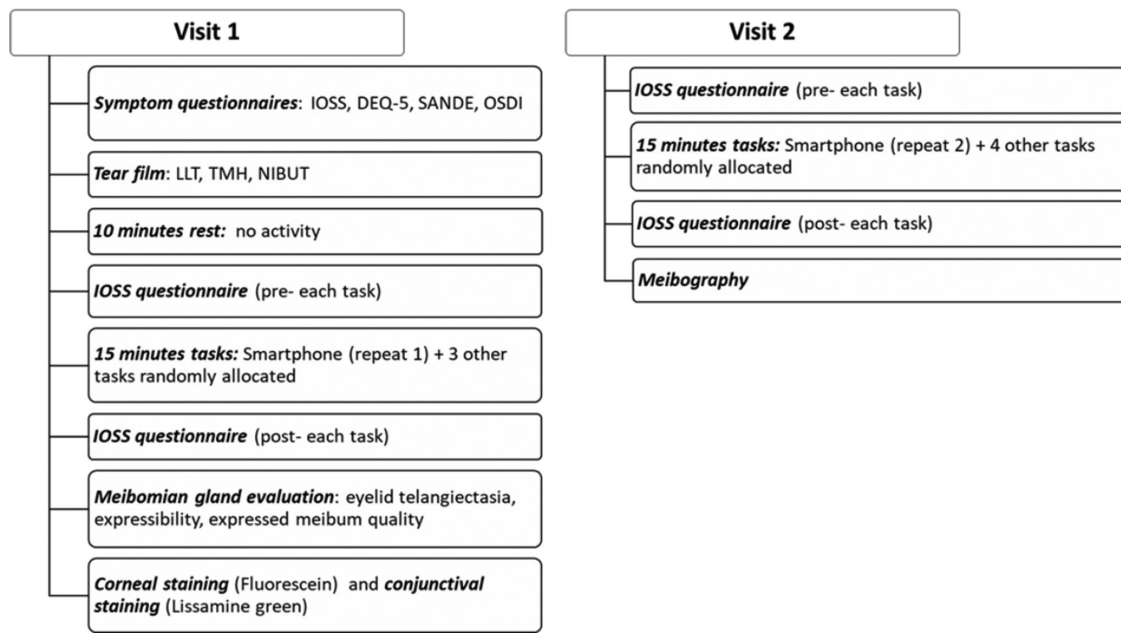 Visit 1
Symptom questionnaires: IOSS, DEQ-5, SANDE, OSDI
Tear film: LLT, TMH, NIBUT
10 minutes rest: no activity
IOSS questionnaire (pre- each task)
15 minutes tasks: Smartphone (repeat 1) + 3 other
tasks randomly allocated
IOSS questionnaire (post- each task)
Meibomian gland evaluation: eyelid telangiectasia,
expressibility, expressed meibum quality
Corneal staining (Fluorescein) and conjunctival
staining (Lissamine green)
Visit 2
IOSS questionnaire (pre- each task)
15 minutes tasks: Smartphone (repeat 2) + 4 other tasks
randomly allocated
IOSS questionnaire (post- each task)
Meibography